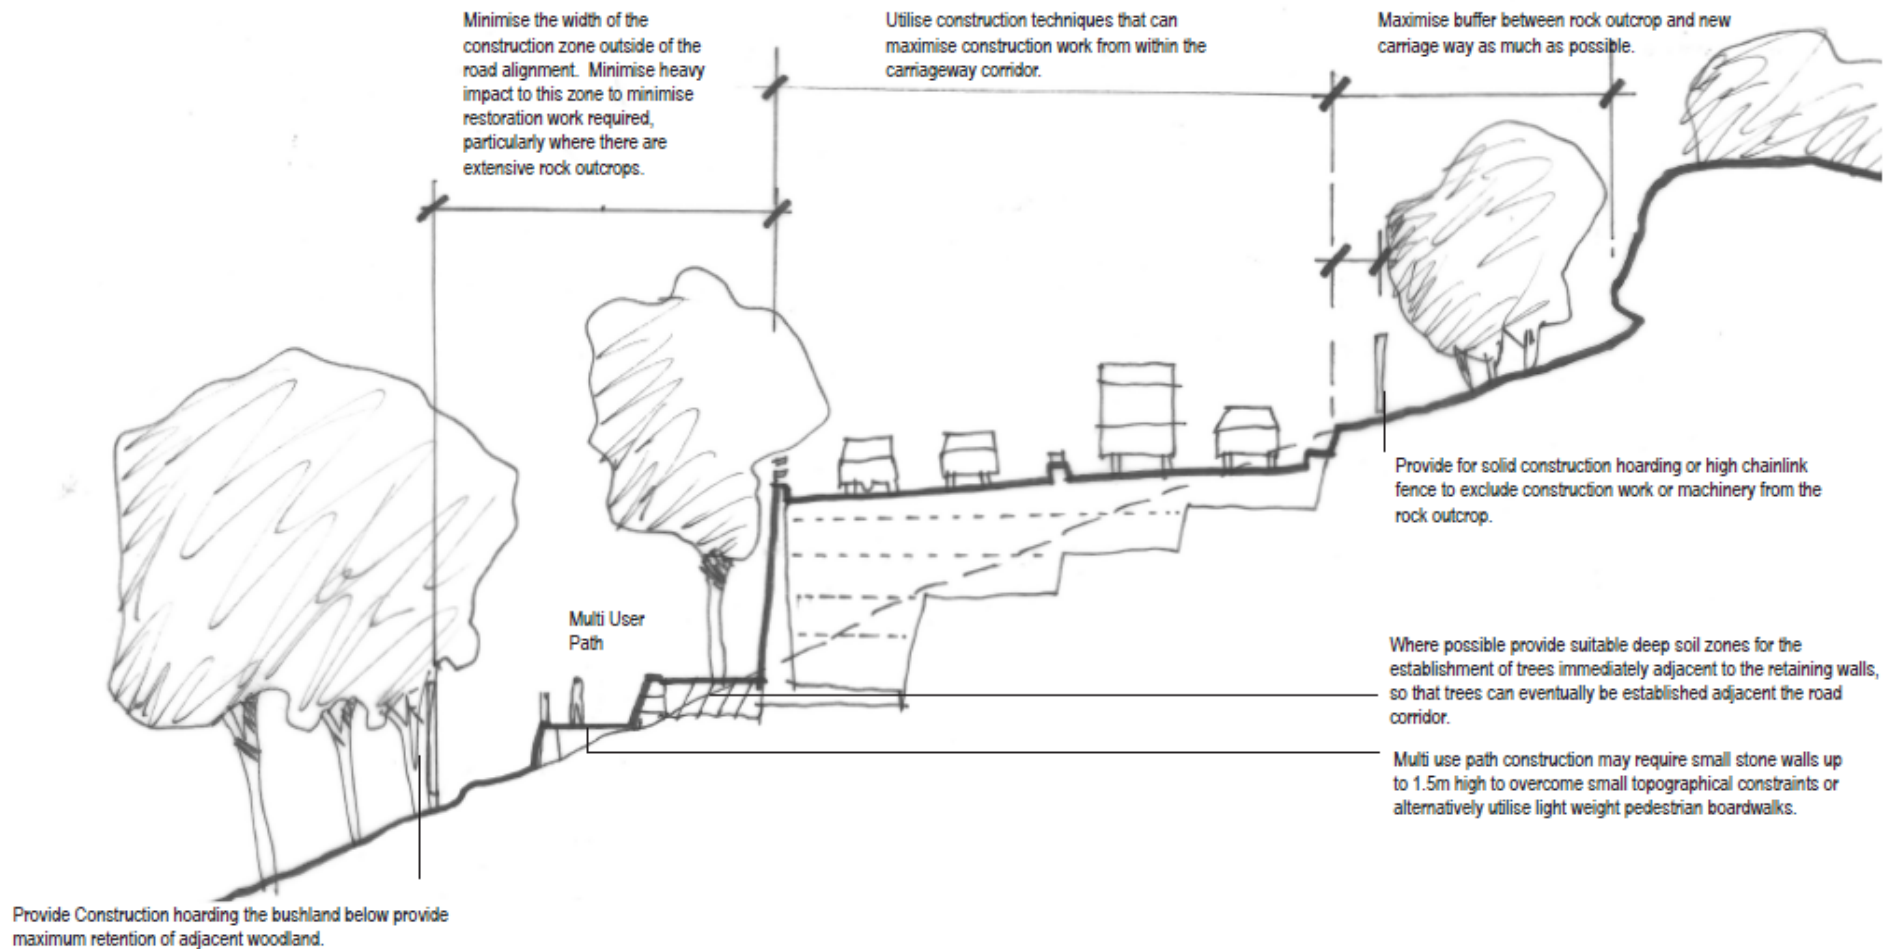 Minimise the width of the
construction zone outside of the
road alignment.  Minimise heavy
impact to this zone to minimise
restoration work required,
particularly where there are
extensive rock outcrops.
Utilise construction techniques that can
maximise construction work from within the
carriageway corridor.
Maximise buffer between rock outcrop and new
carriage way as much as possible.
Provide for solid construction hoarding or high chainlink
fence to exclude construction work or machinery from the
rock outcrop.
Multi User
Path
Where possible provide suitable deep soil zones for the
establishment of trees immediately adjacent to the retaining walls,
so that trees can eventually be established adjacent the road
corridor.
Multi use path construction may require small stone walls up
to 1.5m high to overcome small topographical constraints or
alternatively utilise light weight pedestrian boardwalks.
Provide Construction hoarding the bushland below provide
maximum retention of adjacent woodland.